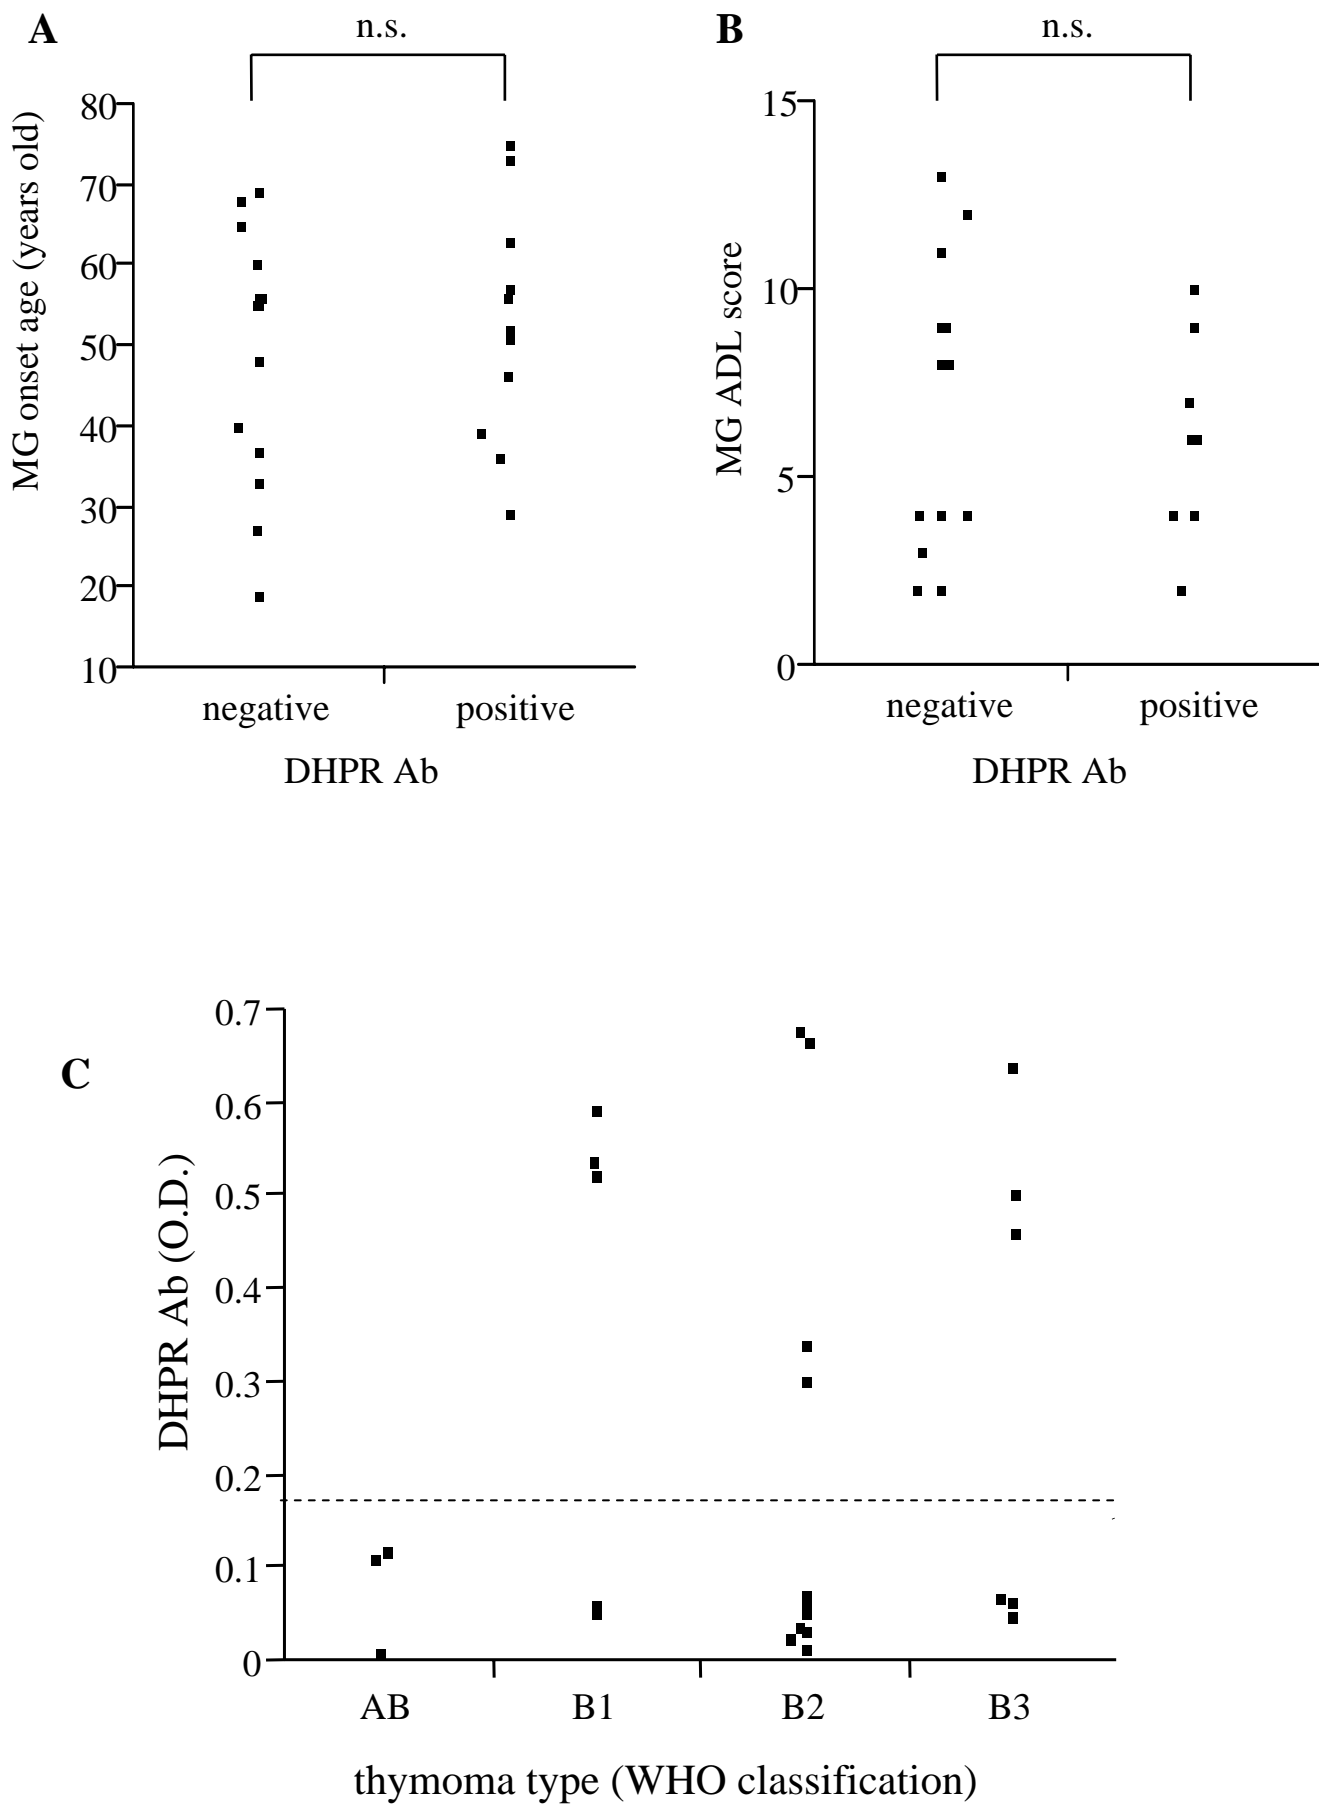 A
n.s.
MG onset age (years old)
80
70
60
50
40
30
20
10
negative positive
DHPR Ab
B
n.s.
MG ADL score
15
10
5
0
negative positive
DHPR Ab
C
DHPR Ab (O.D.)
0.7
0.6
0.5
0.4
0.3
0.2
0.1
0
AB B1 B2 B3
thymoma type (WHO classification)